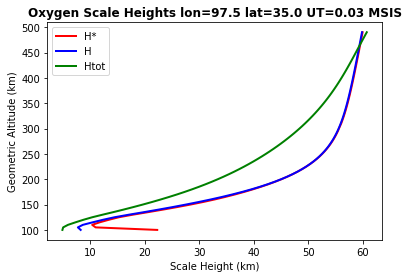 Oxygen Scale Heights lon=97.5 lat=35.0 UT=0.03 MSIS
H*
H
Htot
Geometric Altitude (km)
500
450
400
350
300
250
200
150
100
10
20
30
40
50
60
Scale Height (km)